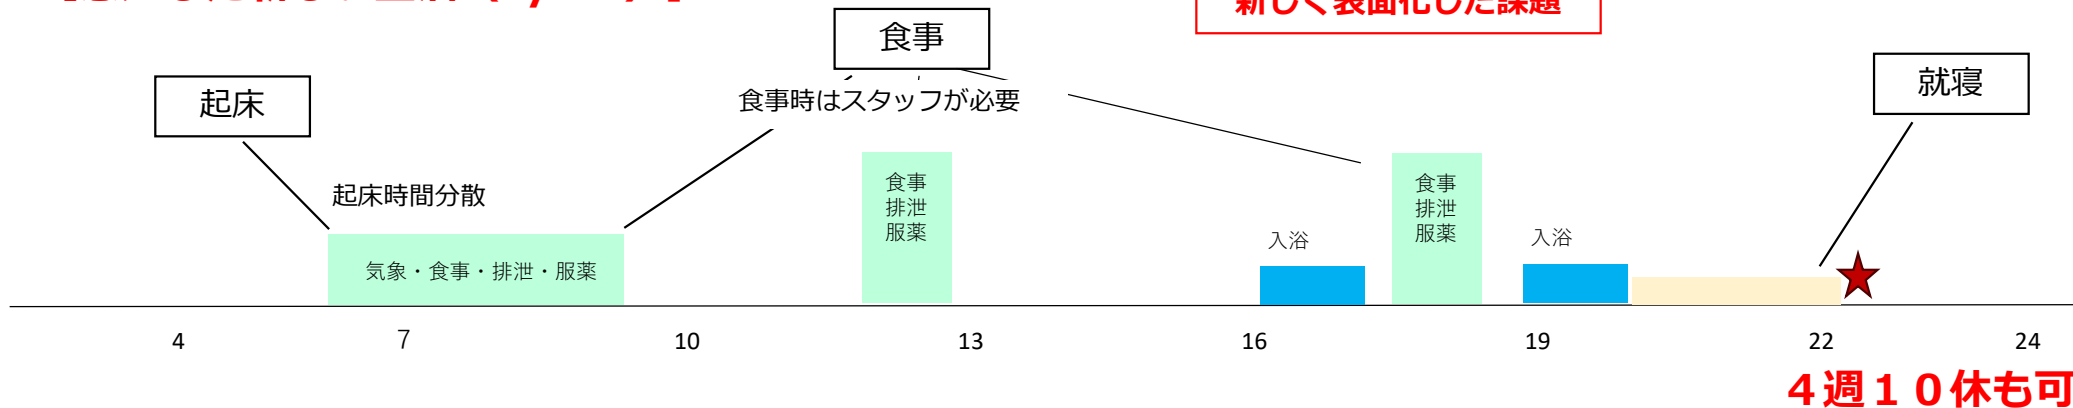 新しく表面化した課題
食事
起床
就寝
食事時はスタッフが必要
起床時間分散
食事
排泄
服薬
食事
排泄
服薬
入浴
入浴
気象・食事・排泄・服薬
4
7
10
13
16
19
22
24
４週１０休も可